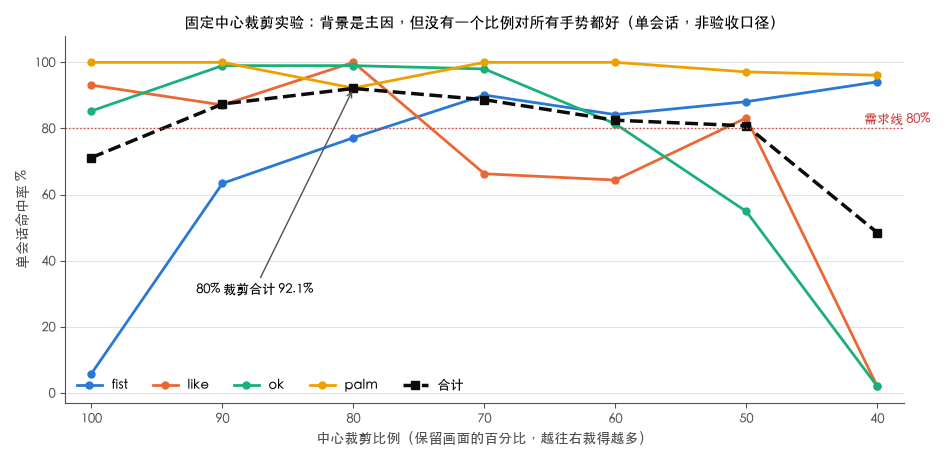 固定中心裁剪实验：背景是主因，但没有一个比例对所有手势都好（单会话，非验收口径）
单会话命中率 %
100
80
60
40
20
0
需求线 80%
80% 裁剪合计 92.1%
fist like ok palm 合计
100 90 80 70 60 50 40
中心裁剪比例（保留画面的百分比，越往右裁得越多）